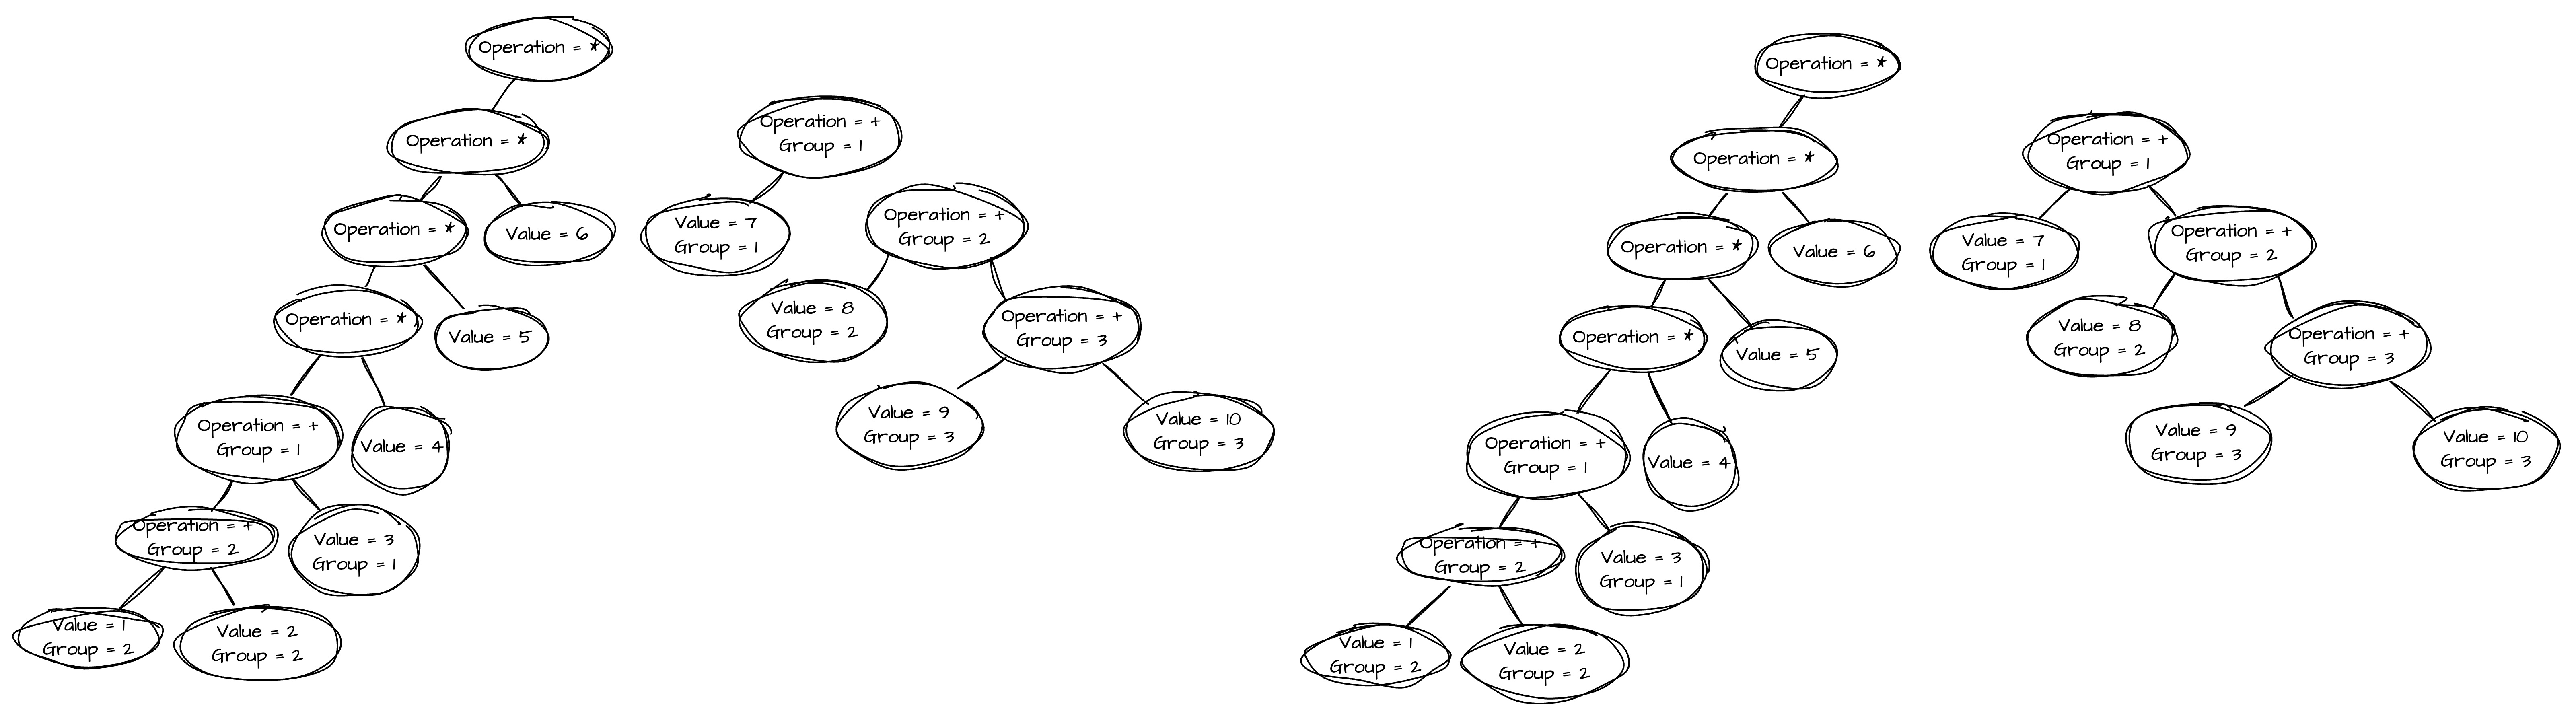 Operation = *
Operation = *
Operation = *
Value = 6
Operation = *
Value = 5
Operation = +
Group = 1
Value = 4
Operation = +
Group = 2
Value = 3
Group = 1
Value = 1
Group = 2
Value = 2
Group = 2
Operation = +
Group = 1
Value = 7
Group = 1
Operation = +
Group = 2
Value = 8
Group = 2
Operation = +
Group = 3
Value = 9
Group = 3
Value = 10
Group = 3
Operation = *
Operation = *
Operation = *
Value = 6
Operation = *
Value = 5
Operation = +
Group = 1
Value = 4
Operation = +
Group = 2
Value = 3
Group = 1
Value = 1
Group = 2
Value = 2
Group = 2
Operation = +
Group = 1
Value = 7
Group = 1
Operation = +
Group = 2
Value = 8
Group = 2
Operation = +
Group = 3
Value = 9
Group = 3
Value = 10
Group = 3